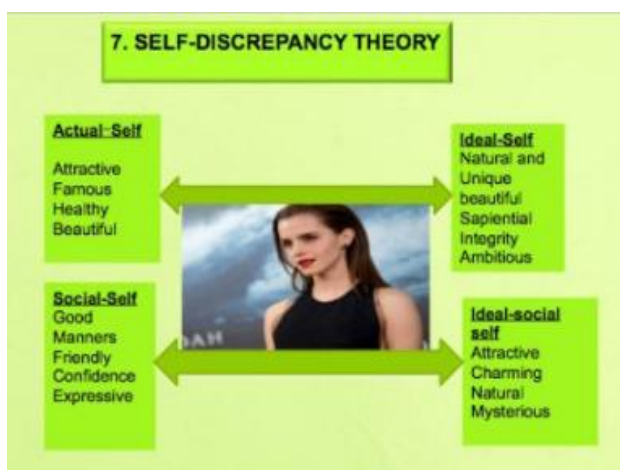 7. SELF-DISCREPANCY THEORY
Actual-Self
Attractive
Famous
Healthy
Beautiful
Ideal-Self
Natural and
Unique
beautiful
Sapiential
Integrity
Ambitious
Social-Self
Good
Manners
Friendly
Confidence
Expressive
Ideal-social
self
Attractive
Charming
Natural
Mysterious
AH